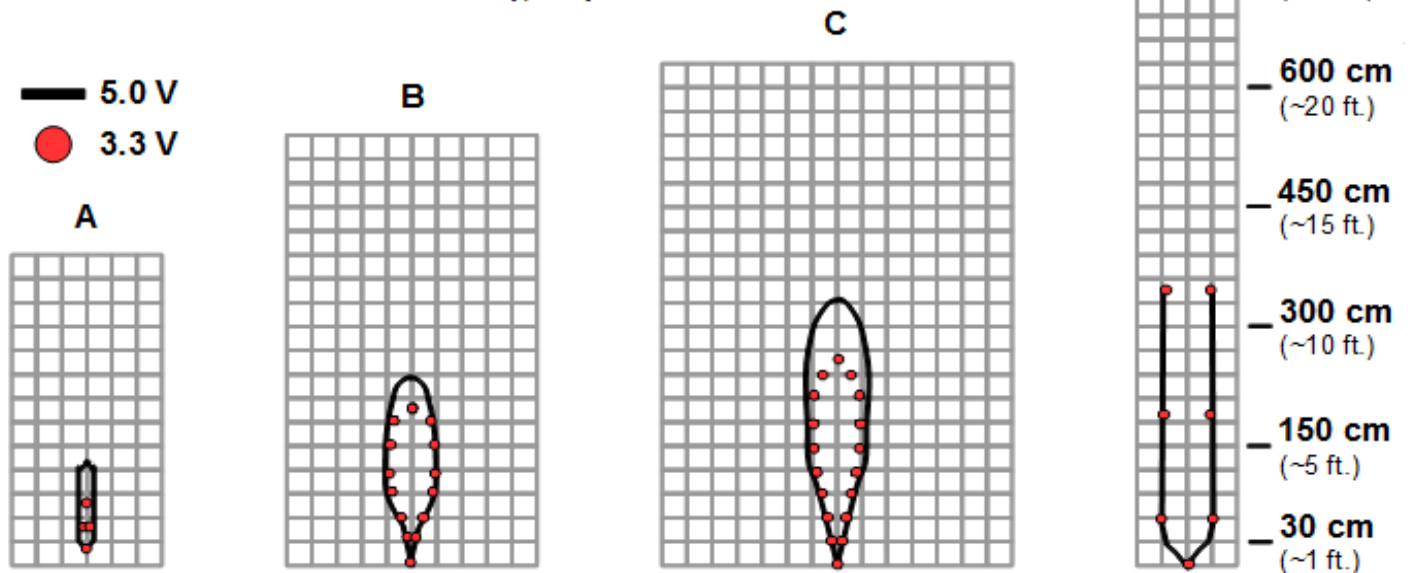 C
600 cm
(~20 ft.)
5.0 V
B
3.3 V
450 cm
(~15 ft.)
A
300 cm
(~10 ft.)
150 cm
(~5 ft.)
30 cm
(~1 ft.)